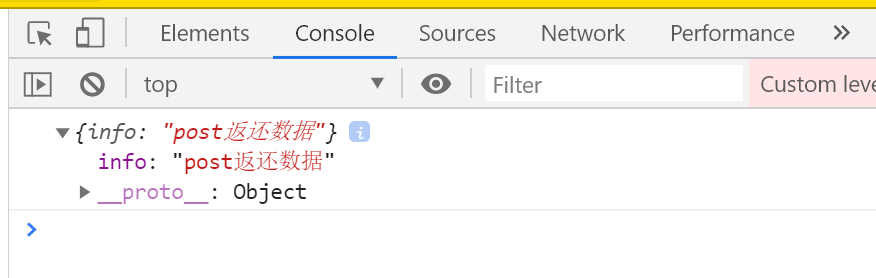 Elements Console Sources Network Performance »
top Filter Custom leve
{info: "post返还数据"} i
info: "post返还数据"
__proto__: Object